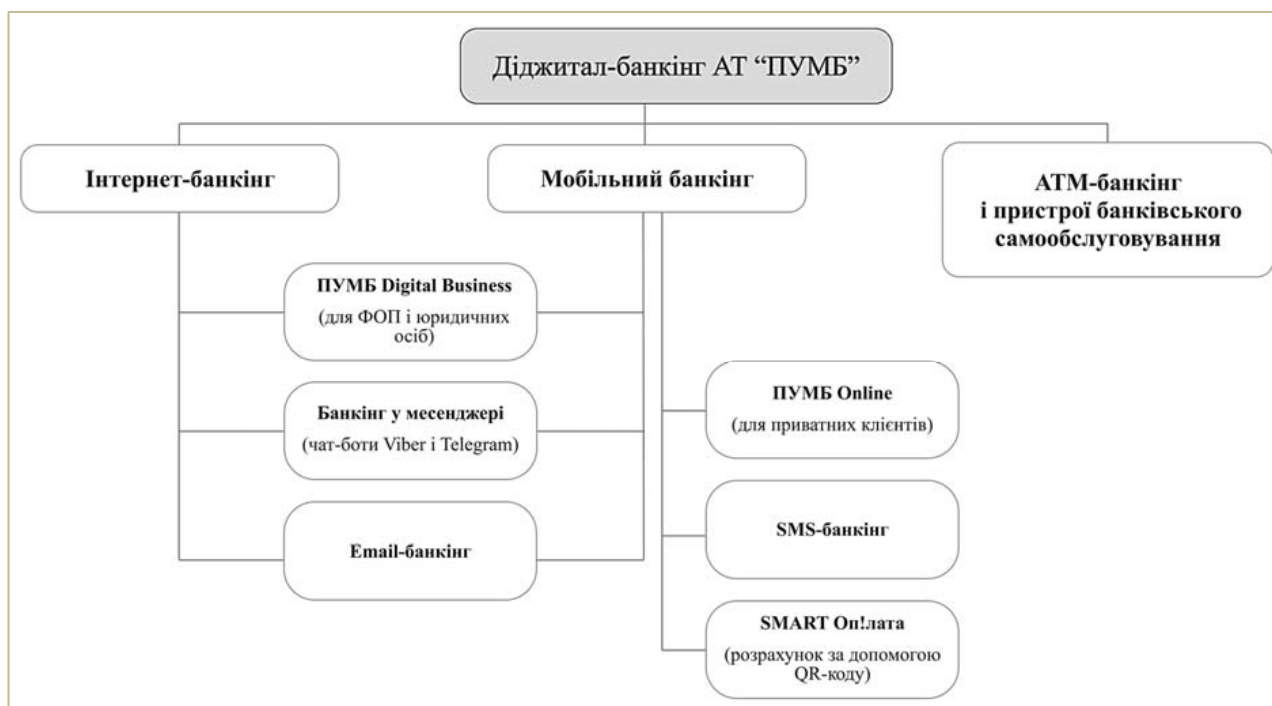 Діджитал-банкінг АТ “ПУМБ”
Інтернет-банкінг
Мобільний банкінг
АТМ-банкінг
і пристрої банківського
самообслуговування
ПУМБ Digital Business
(для ФОП і юридичних
осіб)
Банкінг у месенджері
(чат-боти Viber і Telegram)
Email-банкінг
ПУМБ Online
(для приватних клієнтів)
SMS-банкінг
SMART Оп!лата
(розрахунок за допомогою
QR-коду)